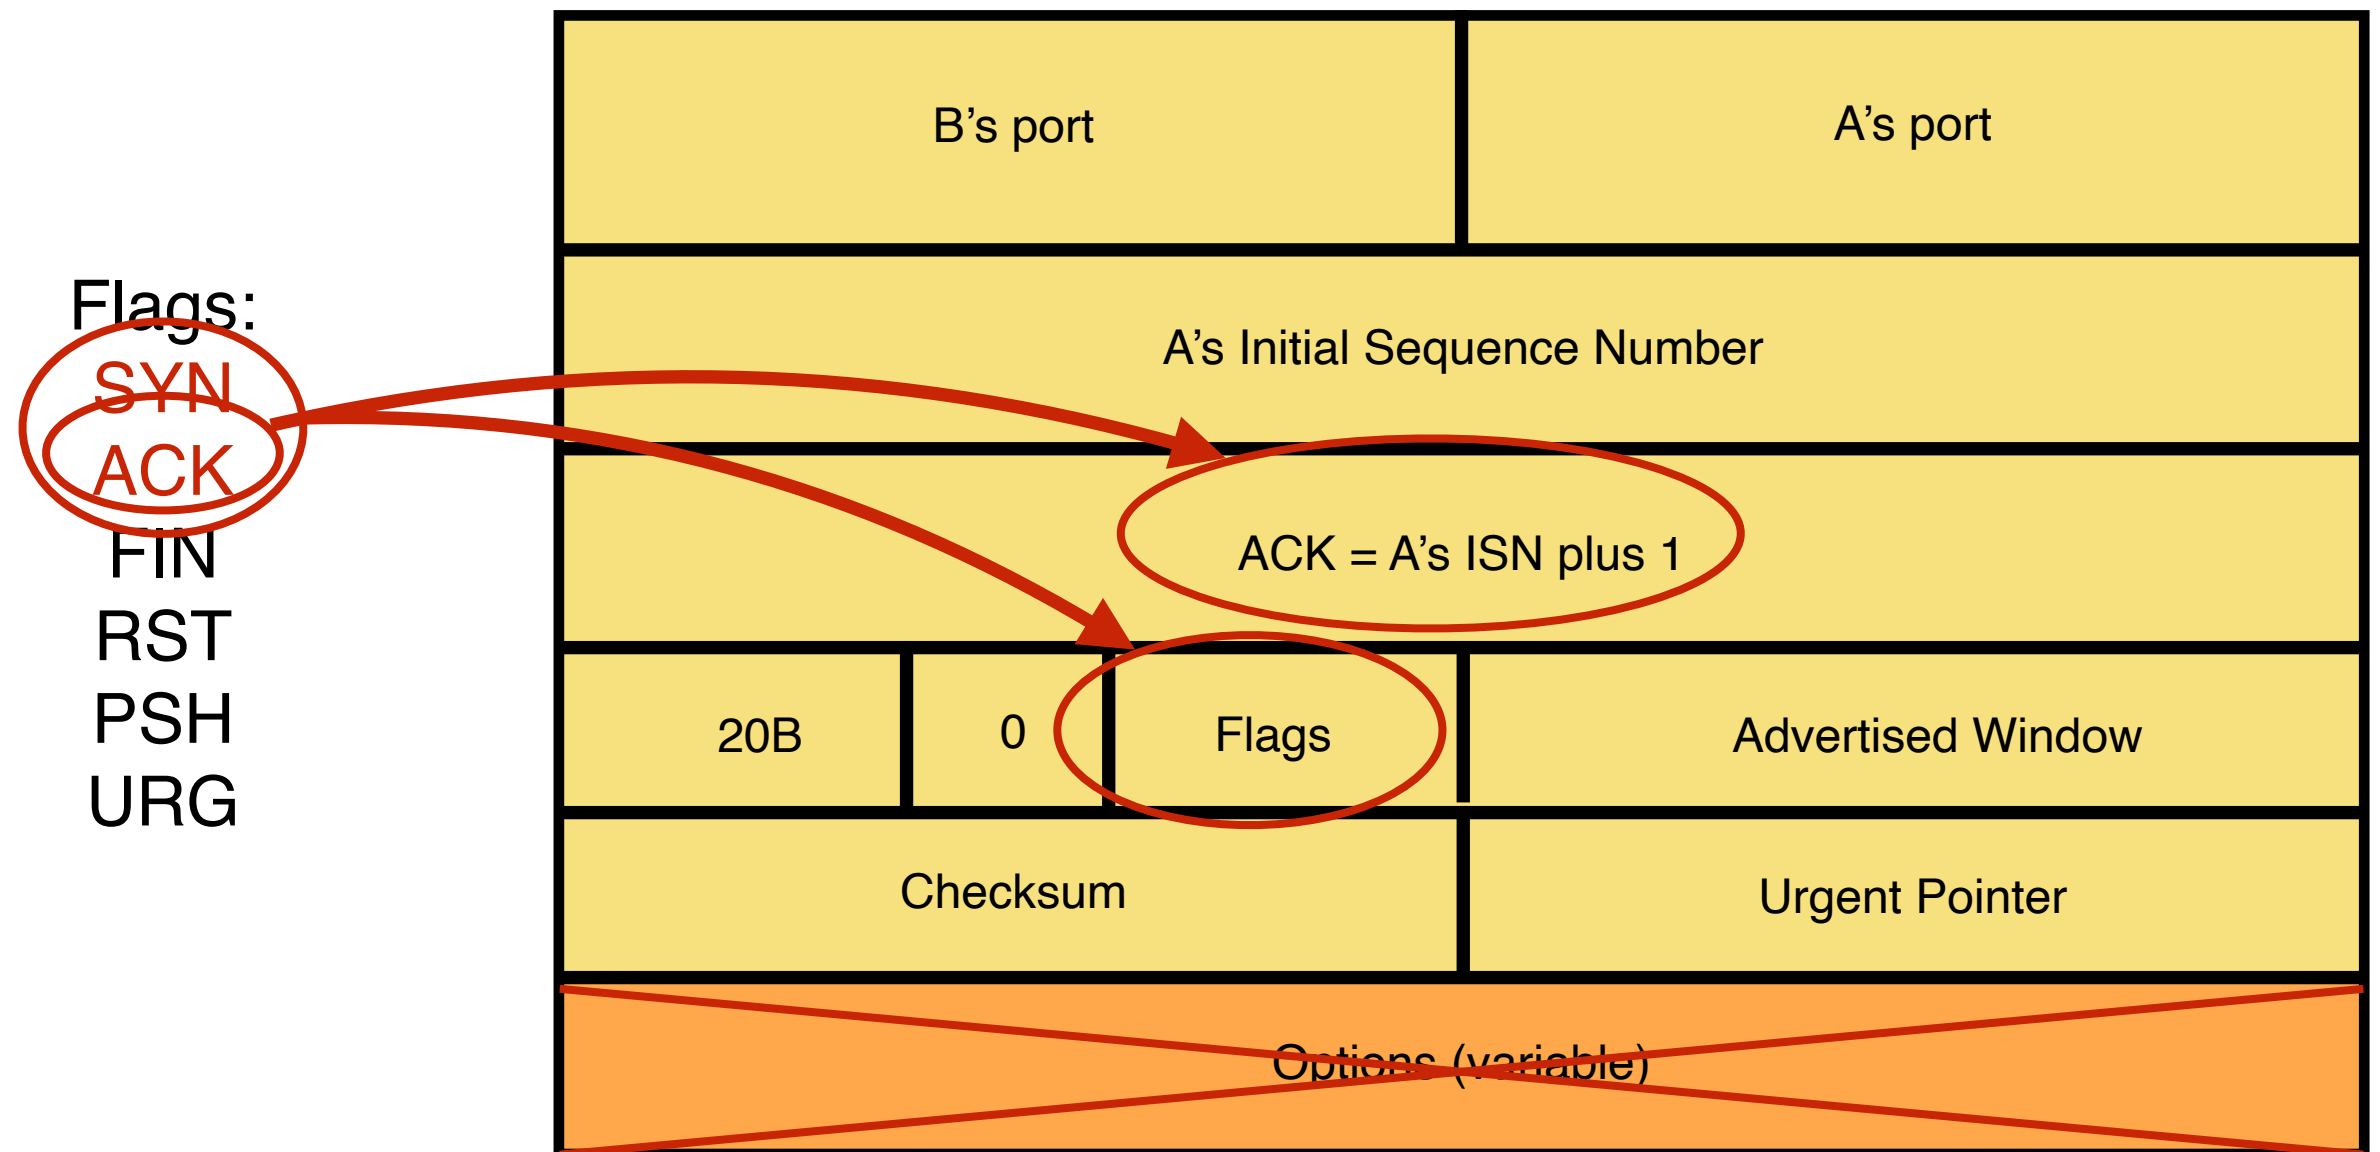 B’s port
A’s port
A’s Initial Sequence Number
Flags:
SYN
ACK
FIN
RST
PSH
URG
ACK = A’s ISN plus 1
20B
0
Flags
Advertised Window
Checksum
Urgent Pointer
Options (variable)